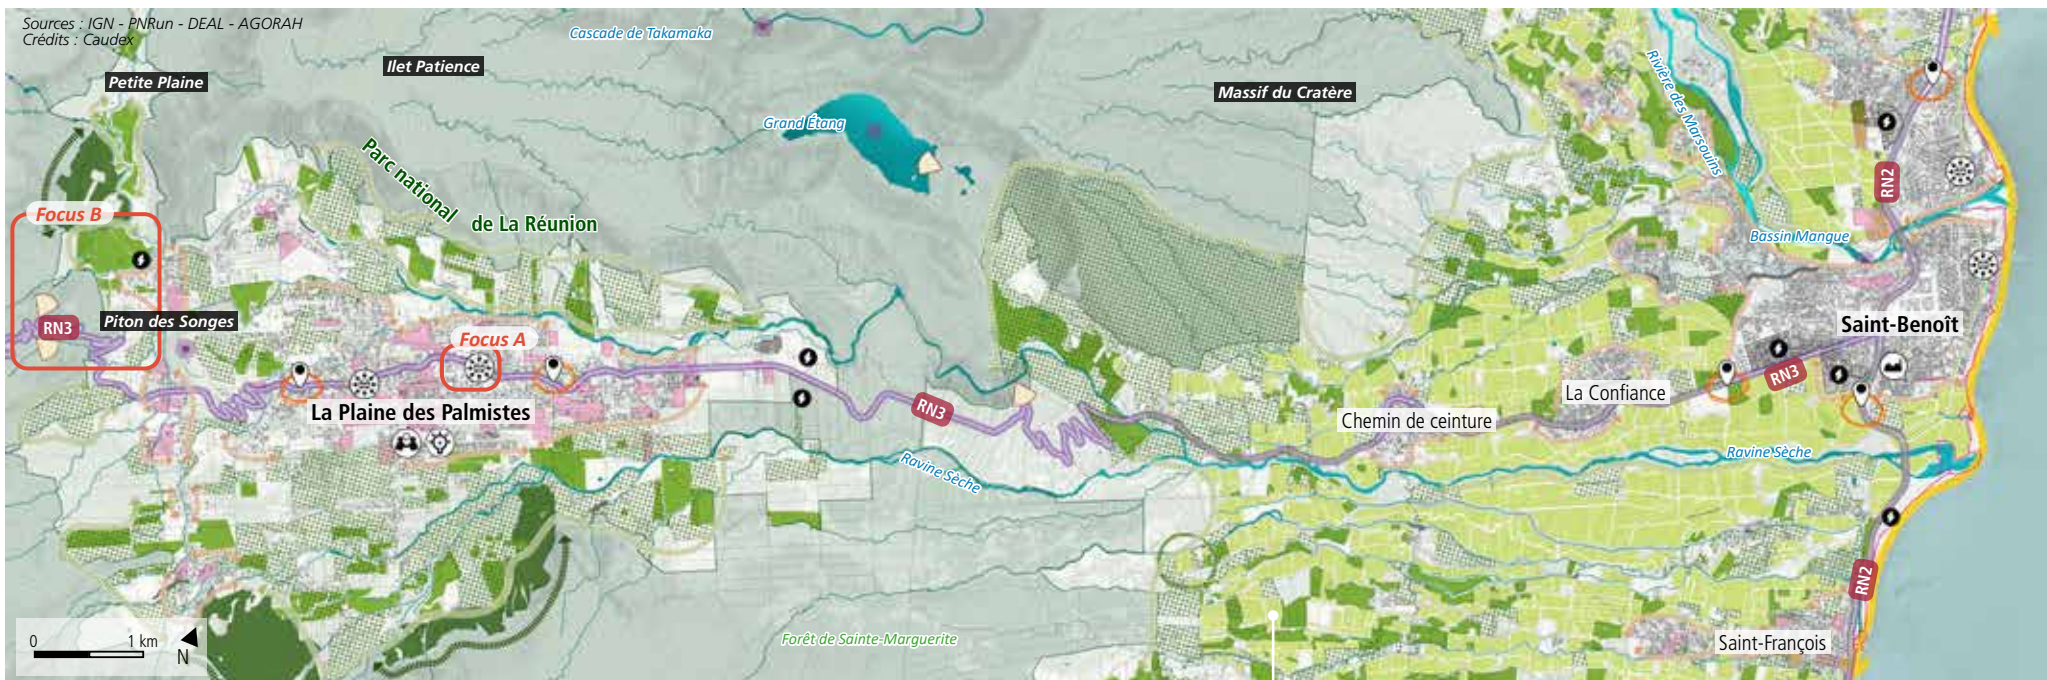 Sources : IGN - PNRun - DEAL - AGORAH
Crédits : Caudex
Cascade de Takamaka
Ilet Patience
Petite Plaine
Massif du Cratère
Grand Étang
Rivière des Marsouins
Parc national
de La Réunion
RN2
Focus B
Bassin Mangue
RN3
Piton des Songes
Focus A
Saint-Benoît
RN3
La Confiance
La Plaine des Palmistes
RN3
Chemin de ceinture
Ravine Sèche
Ravine Sèche
RN2
Forêt de Sainte-Marguerite
Saint-François
0 1 km
N